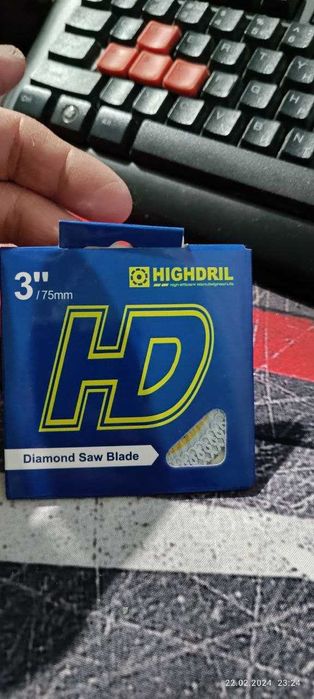 HIGHDRIL
3"
/75mm
HD
Diamond Saw Blade
22.02.2024 23:24